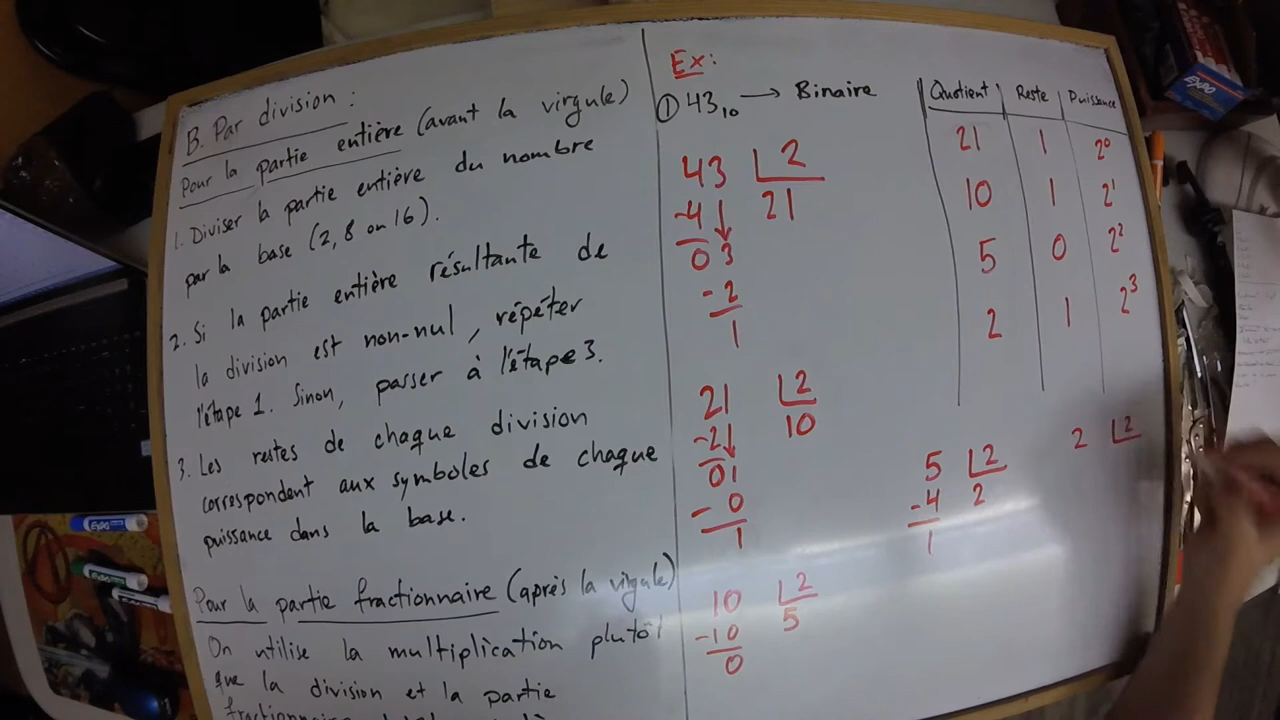 B. Par division :
Pour la partie entière (avant la virgule)
1. Diviser la partie entière du nombre
par la base (2, 8 ou 16).
2. Si la partie entière résultante de
la division est non-nul, répéter
l'étape 1. Sinon, passer à l'étape 3.
3. Les restes de chaque division
correspondent aux symboles de chaque
puissance dans la base.
Pour la partie fractionnaire (après la virgule)
On utilise la multiplication plutôt
que la division et la partie
Ex:
① 43₁₀ → Binaire
43 2
-4 21
03
-2
1
21 2
-2 10
01
- 0
1
10 2
-10 5
0
Quotient Reste Puissance
21 1 2⁰
10 1 2¹
5 0 2²
2 1 2³
5 2
-4 2
1
2 2
EXPO
EXPO